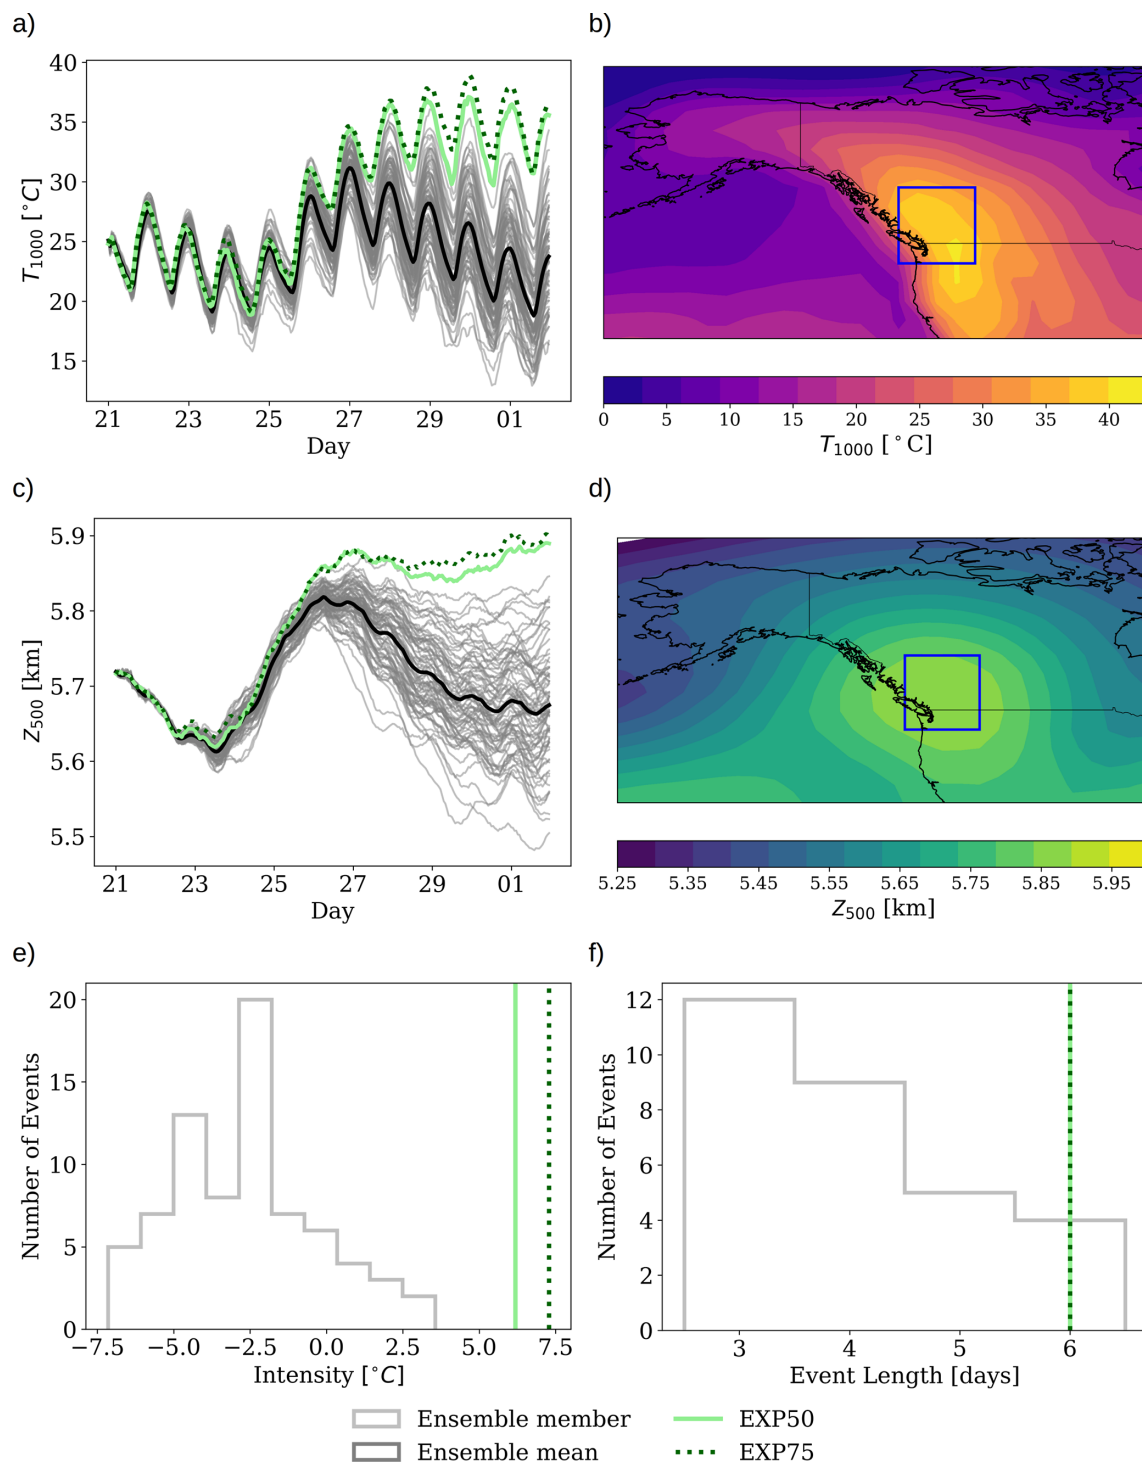 a)
40
35
30
25
20
15
T1000 [°C]
21 23 25 27 29 01
Day
b)
0 5 10 15 20 25 30 35 40
T1000 [°C]
c)
5.9
5.8
5.7
5.6
5.5
Z500 [km]
21 23 25 27 29 01
Day
d)
5.25 5.35 5.45 5.55 5.65 5.75 5.85 5.95
Z500 [km]
e)
20
15
10
5
0
Number of Events
−7.5 −5.0 −2.5 0.0 2.5 5.0 7.5
Intensity [°C]
f)
12
10
8
6
4
2
0
Number of Events
3 4 5 6
Event Length [days]
Ensemble member
Ensemble mean
EXP50
EXP75